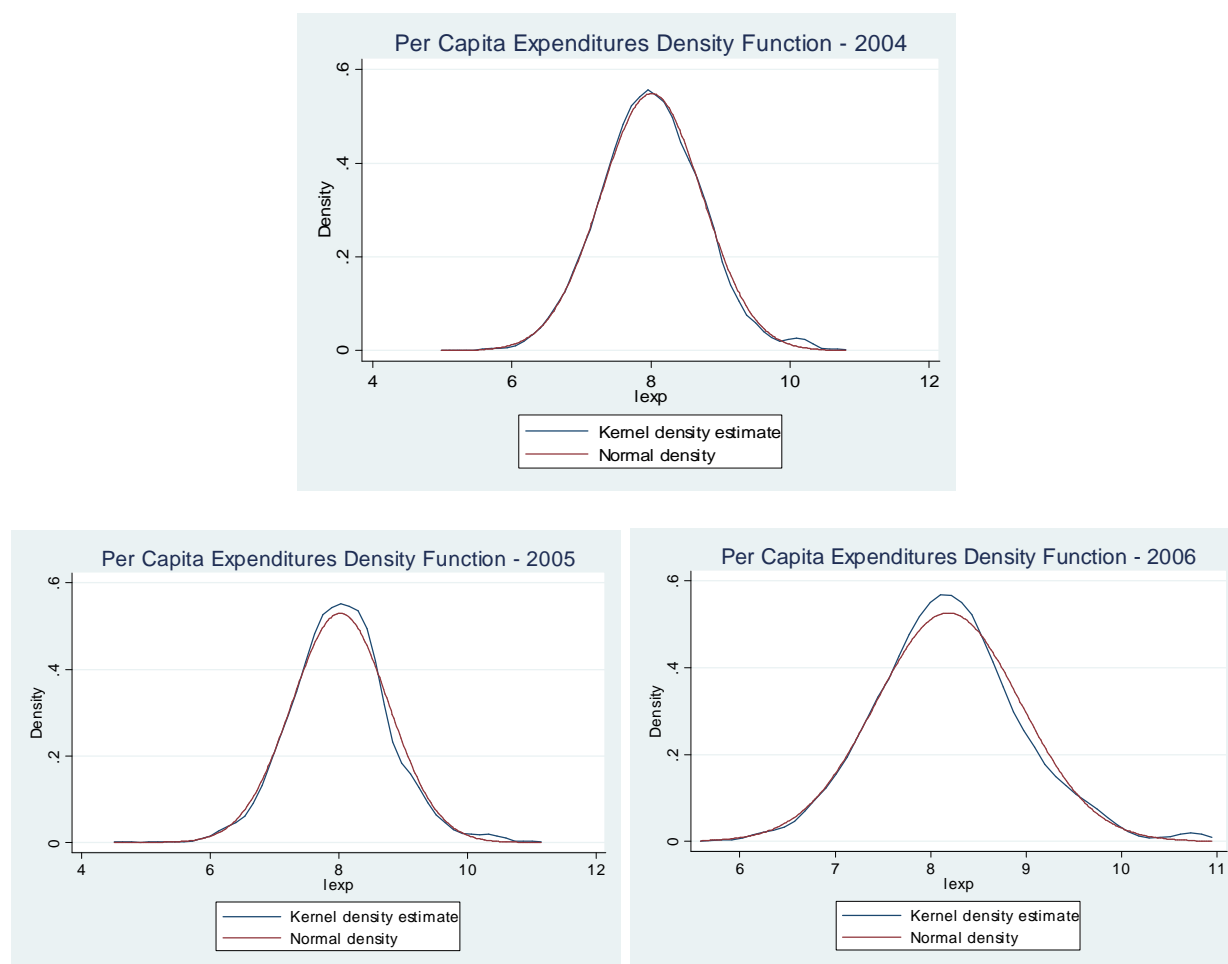 Per Capita Expenditures Density Function - 2004
.6
.4
.2
0
Density
4 6 8 10 12
lexp
Kernel density estimate
Normal density
Per Capita Expenditures Density Function - 2005
.6
.4
.2
0
Density
4 6 8 10 12
lexp
Kernel density estimate
Normal density
Per Capita Expenditures Density Function - 2006
.6
.4
.2
0
Density
6 7 8 9 10 11
lexp
Kernel density estimate
Normal density